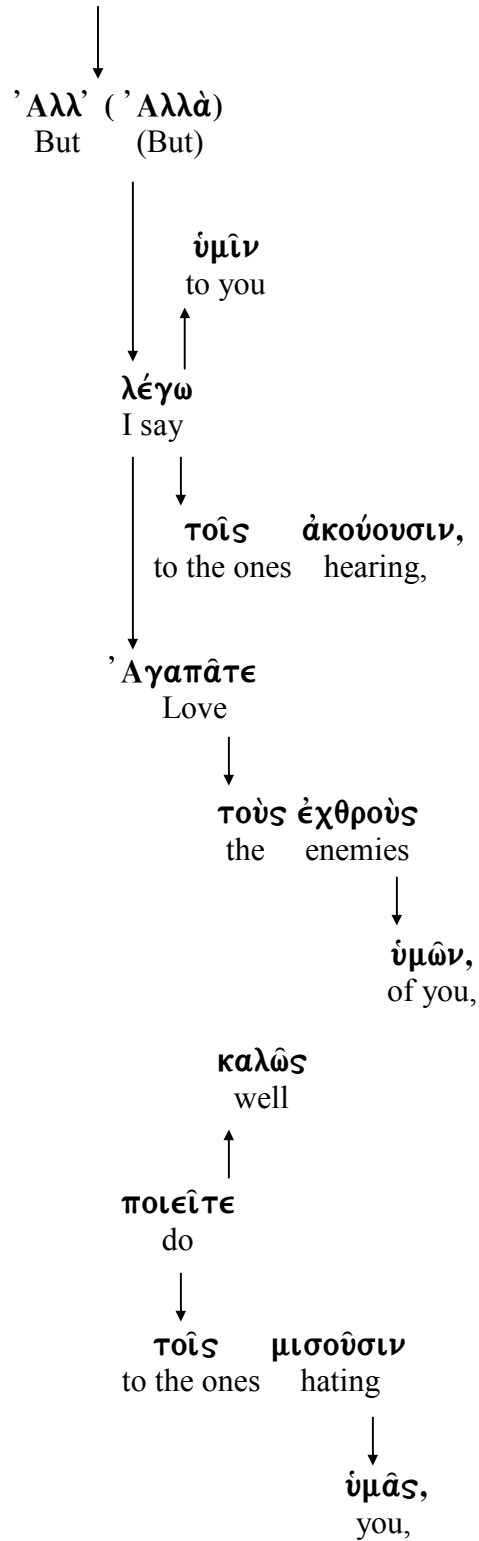 ᾿Αλλ᾿ ( ᾿Αλλὰ)
But (But)
ὑμῖν
to you
λέγω
I say
τοῖς ἀκούουσιν,
to the ones hearing,
᾿Αγαπᾶτε
Love
τοὺς ἐχθροὺς
the enemies
ὑμῶν,
of you,
καλῶς
well
ποιεῖτε
do
τοῖς μισοῦσιν
to the ones hating
ὑμᾶς,
you,